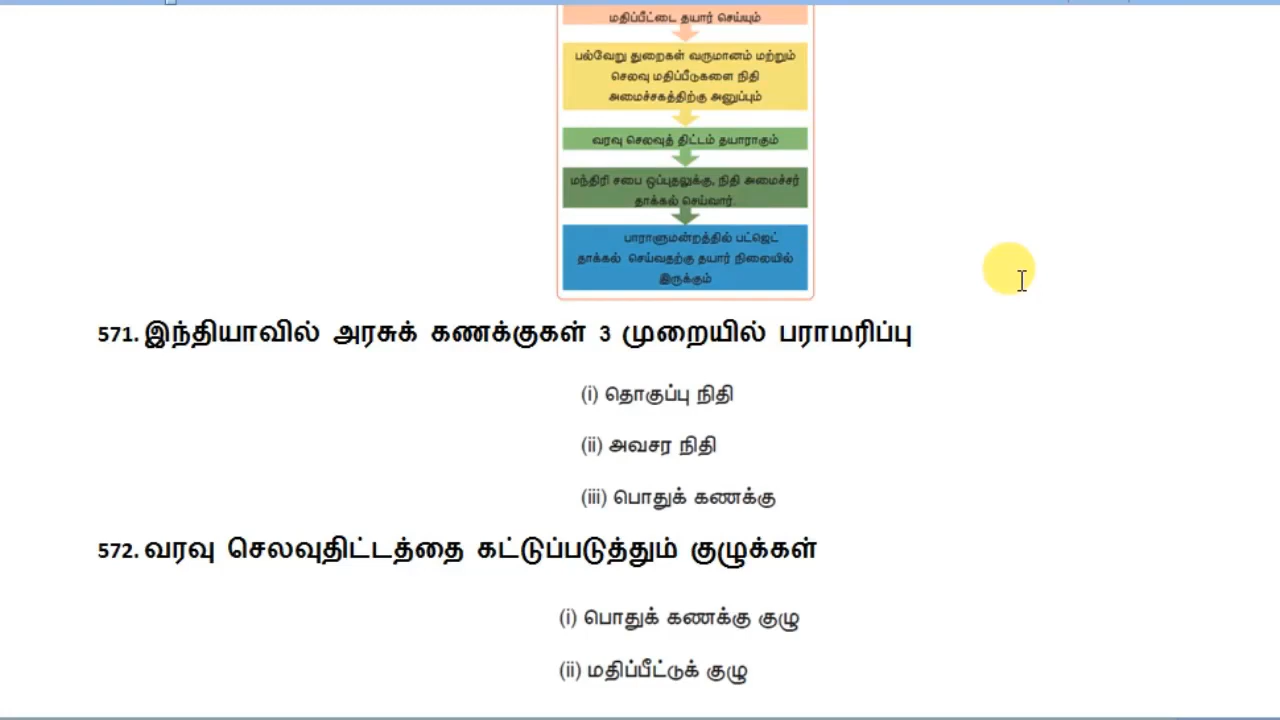 மதிப்பீட்டை தயார் செய்யும்
பல்வேறு துறைகள் வருமானம் மற்றும்
செலவு மதிப்பீடுகளை நிதி
அமைச்சகத்திற்கு அனுப்பும்
வரவு செலவுத் திட்டம் தயாராகும்
மந்திரி சபை ஒப்புதலுக்கு, நிதி அமைச்சர்
தாக்கல் செய்வார்.
பாராளுமன்றத்தில் பட்ஜெட்
தாக்கல் செய்வதற்கு தயார் நிலையில்
இருக்கும்
571. இந்தியாவில் அரசுக் கணக்குகள் 3 முறையில் பராமரிப்பு
(i) தொகுப்பு நிதி
(ii) அவசர நிதி
(iii) பொதுக் கணக்கு
572. வரவு செலவுதிட்டத்தை கட்டுப்படுத்தும் குழுக்கள்
(i) பொதுக் கணக்கு குழு
(ii) மதிப்பீட்டுக் குழு